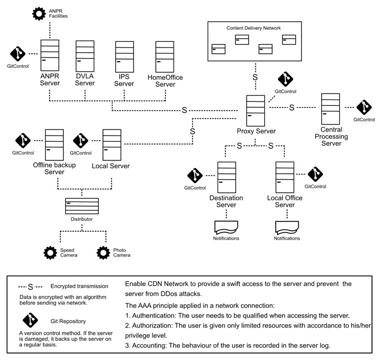 ANPR
Facilities
Content Delivery Network
GitControl
ANPR
Server
DVLA
Server
IPS
Server
HomeOffice
Server
S
GitControl
S
S
GitControl
S
Proxy Server
Central
Processing
Server
GitControl
GitControl
Offline backup
Server
Local Server
S
S
GitControl
GitControl
Distributor
Destination
Server
Local Office
Server
Speed
Camera
Photo
Camera
Notifications
Notifications
S
Encrypted transmission
Data is encrypted with an algorithm
before sending via network.
Git Repository
A version control method. If the server
is damaged, it backs up the server on
a regular basis.
Enable CDN Network to provide a swift access to the server and prevent the
server from DDos attacks.
The AAA principle applied in a network connection:
1. Authentication: The user needs to be qualified when accessing the server.
2. Authorization: The user is given only limited resources with accordance to his/her
privilege level.
3. Accounting: The behaviour of the user is recorded in the server log.